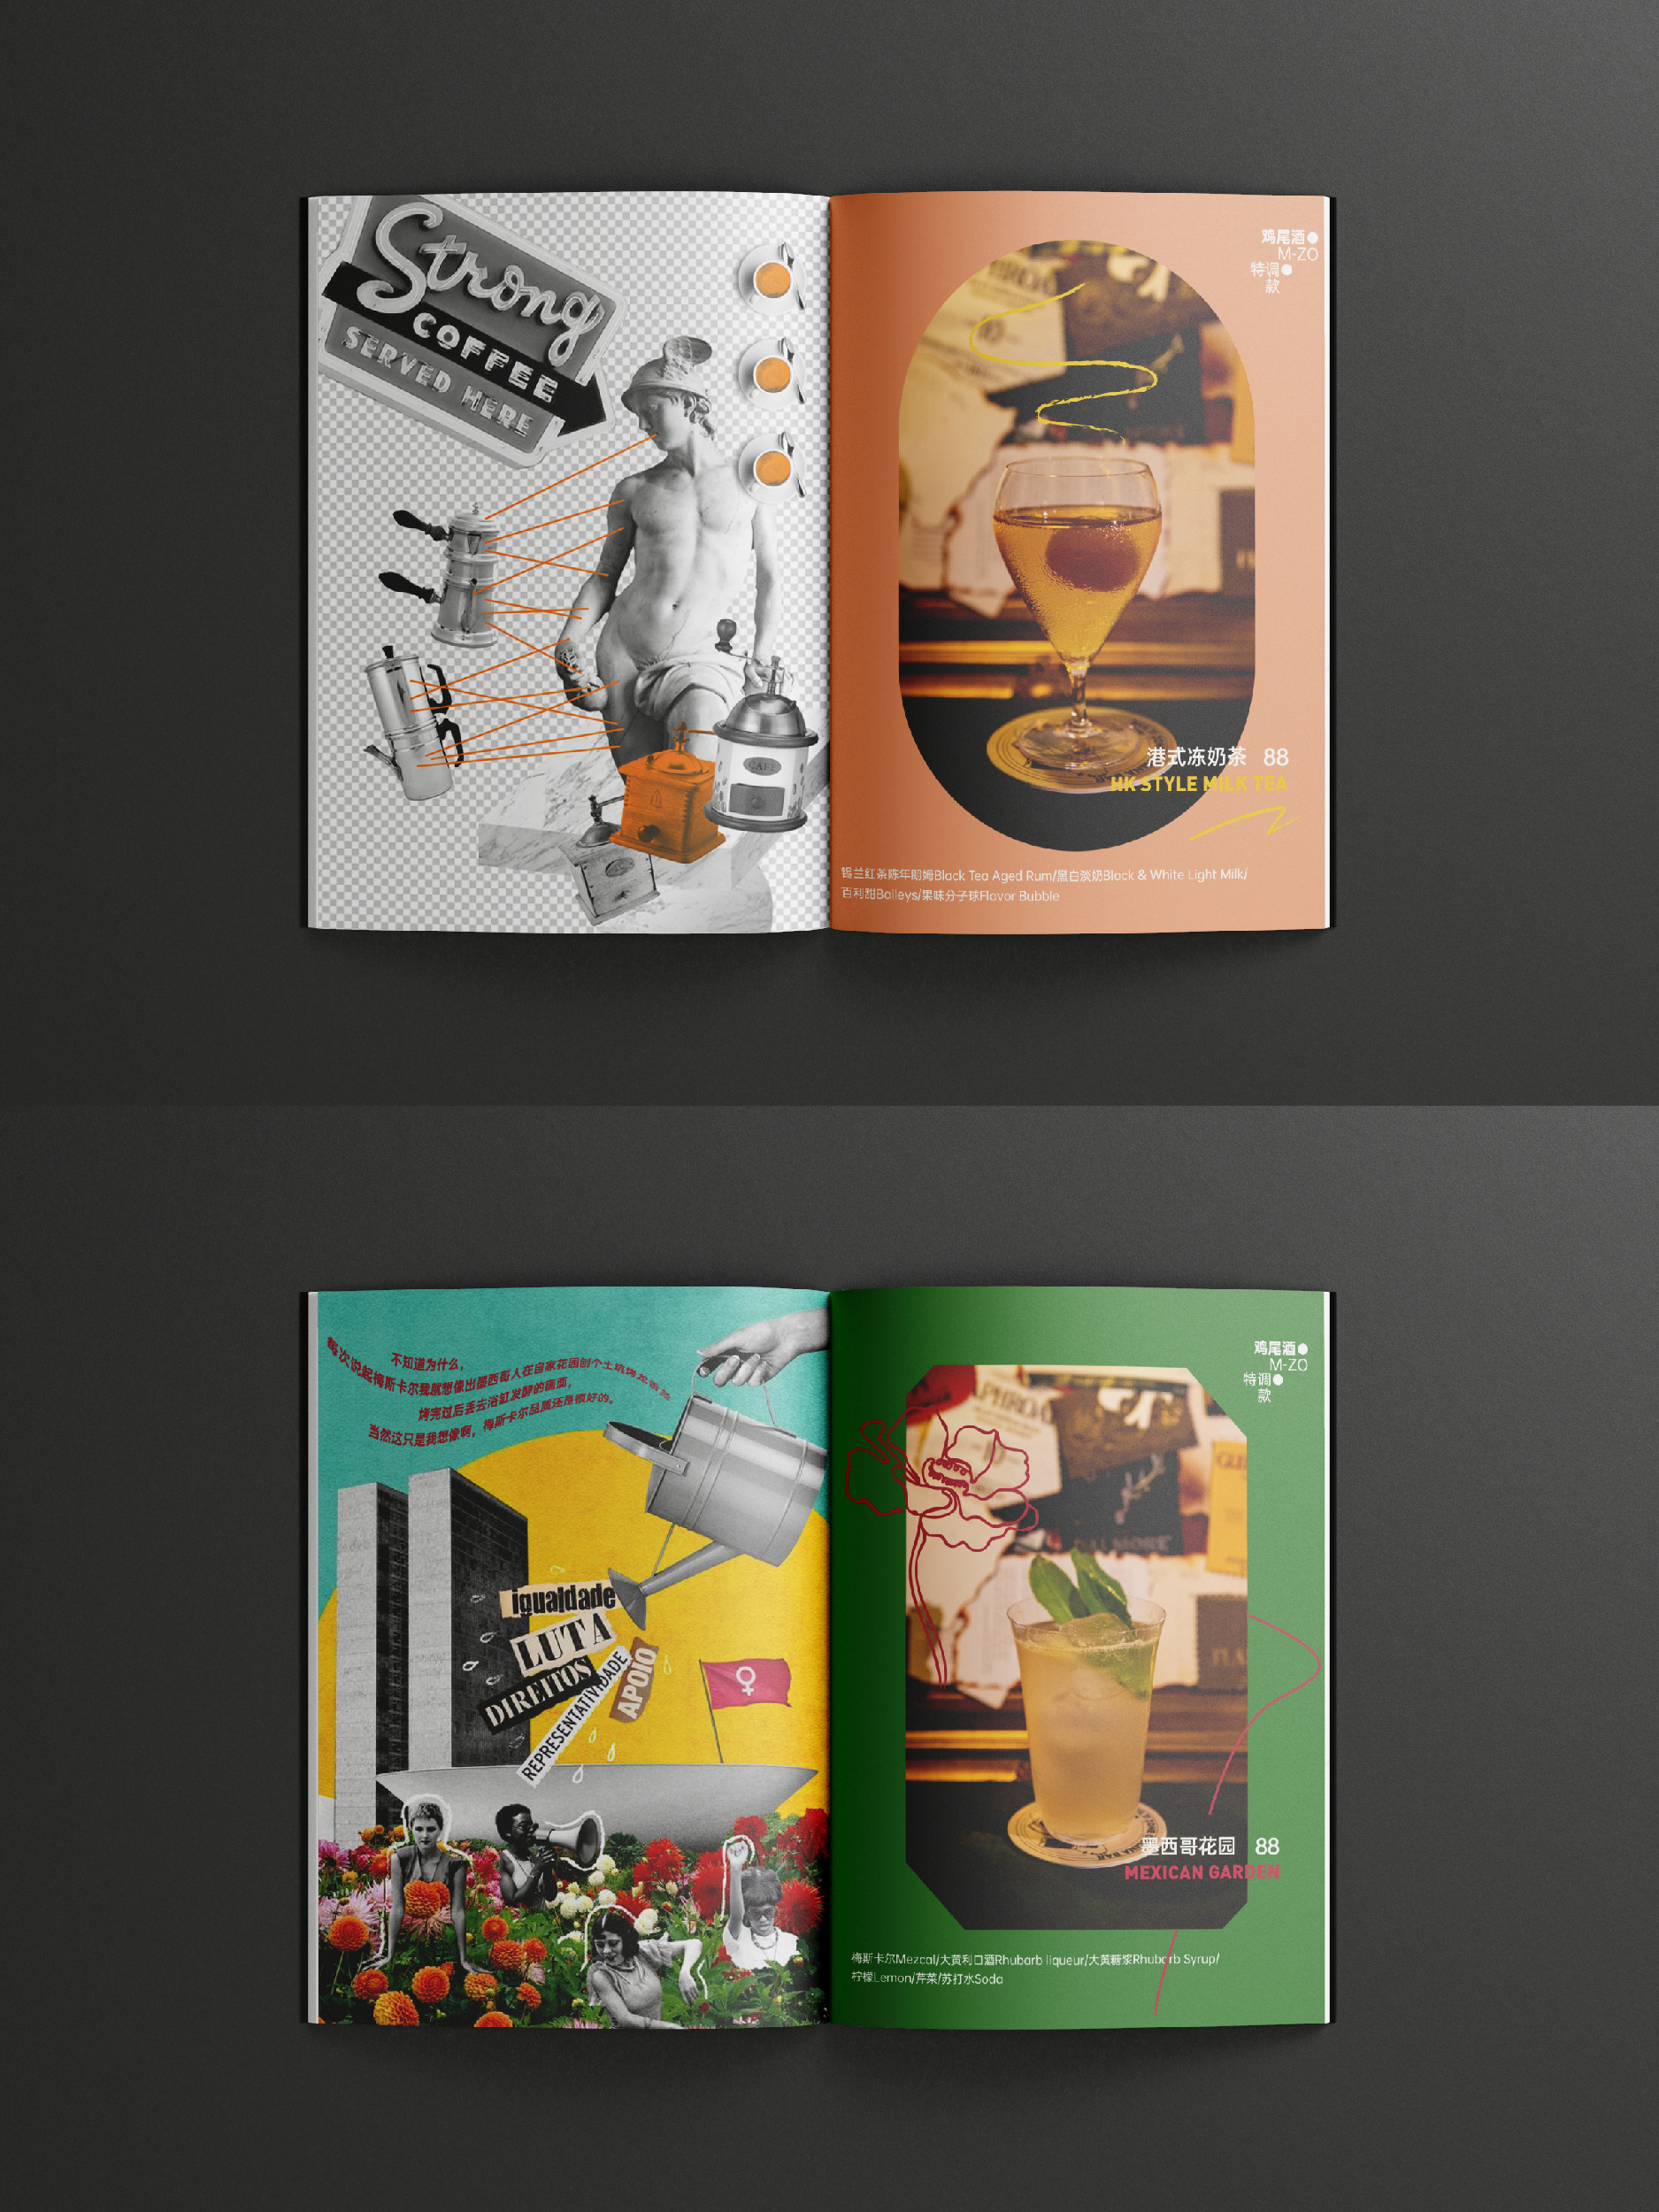 Strong
COFFEE
SERVED HERE
CAFE
鸡尾酒
M-ZO
特调
款
港式冻奶茶 88
HK STYLE MILK TEA
锡兰红茶陈年朗姆Black Tea Aged Rum/黑白淡奶Black & White Light Milk/
百利甜Baileys/果味分子球Flavor Bubble
不知道为什么，
每次说起梅斯卡尔我就想像出墨西哥人在自家花园刨个土坑烤龙舌兰
烤完过后丢去浴缸发酵的画面，
当然这只是我想像啊，梅斯卡尔品质还是很好的。
igualdade
LUTA
DIREITOS
REPRESENTATIVIDADE
APOIO
鸡尾酒
M-ZO
特调
款
DALMORE
墨西哥花园 88
MEXICAN GARDEN
梅斯卡尔Mezcal/大黄利口酒Rhubarb liqueur/大黄糖浆Rhubarb Syrup/
柠檬Lemon/芹菜/苏打水Soda